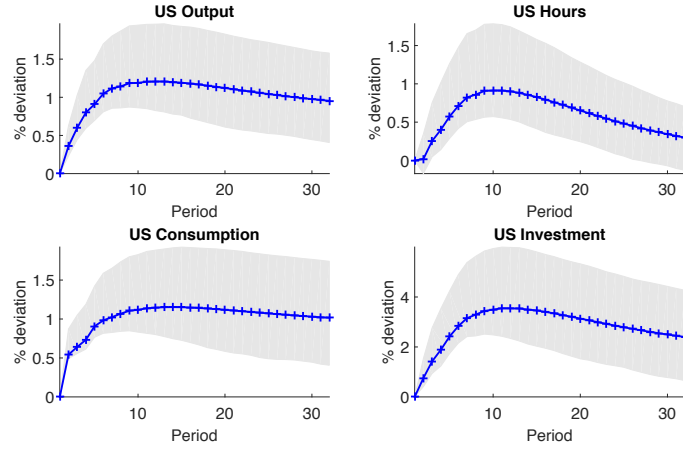 US Output
% deviation
1.5
1
0.5
0
10
20
30
Period
US Hours
% deviation
1.5
1
0.5
0
10
20
30
Period
US Consumption
% deviation
1.5
1
0.5
0
10
20
30
Period
US Investment
% deviation
4
2
0
10
20
30
Period